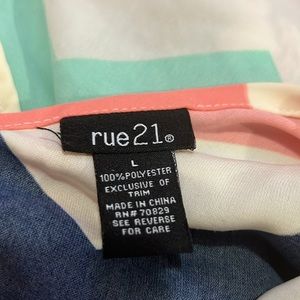 rue21®
L
100%POLYESTER
EXCLUSIVE OF
TRIM
MADE IN CHINA
RN# 70829
SEE REVERSE
FOR CARE